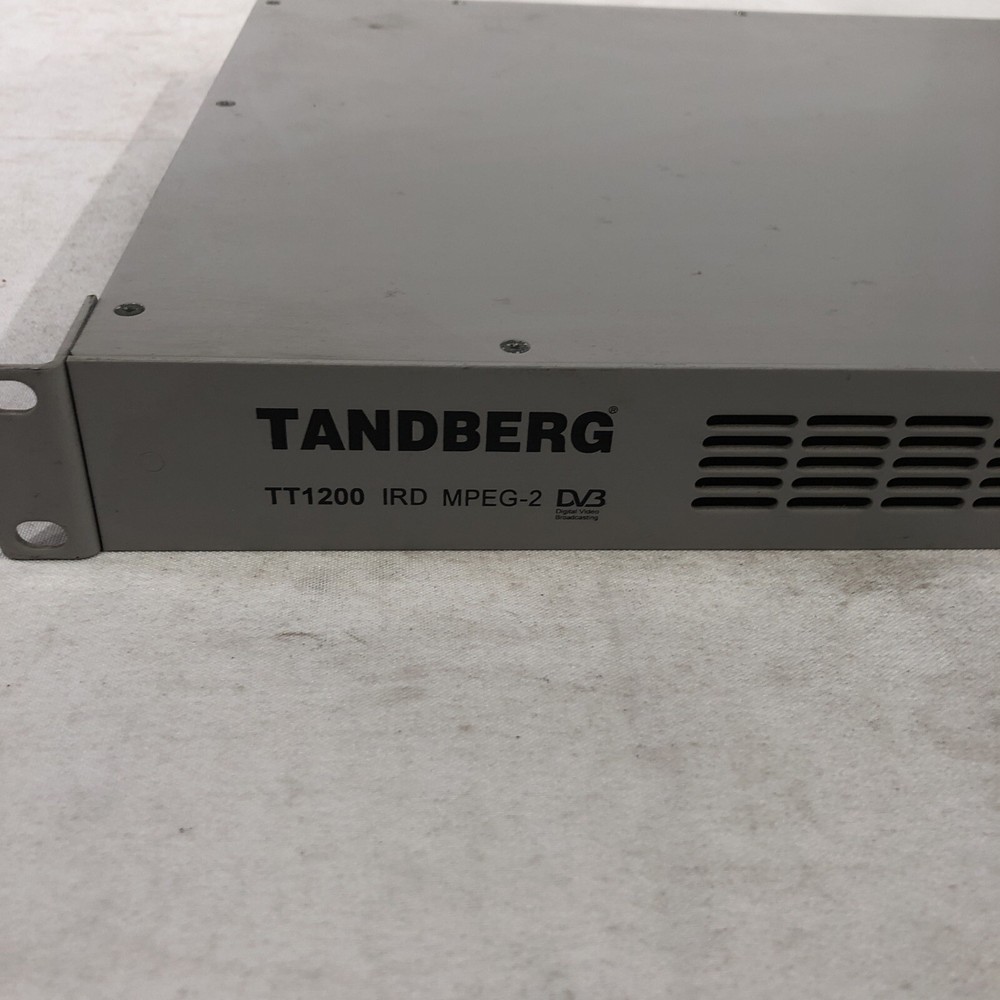 TANDBERG®
TT1200 IRD MPEG-2 DVB
Digital Video
Broadcasting